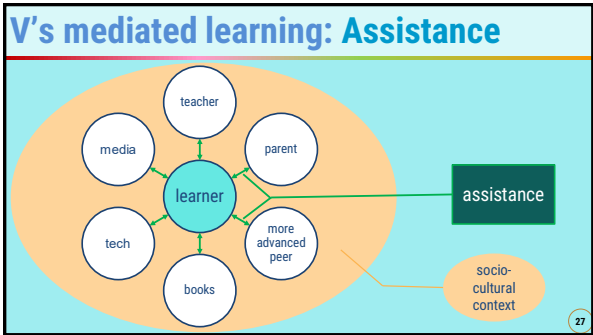 V's mediated learning: Assistance
teacher
media
parent
learner
assistance
tech
more
advanced
peer
books
socio-
cultural
context
27